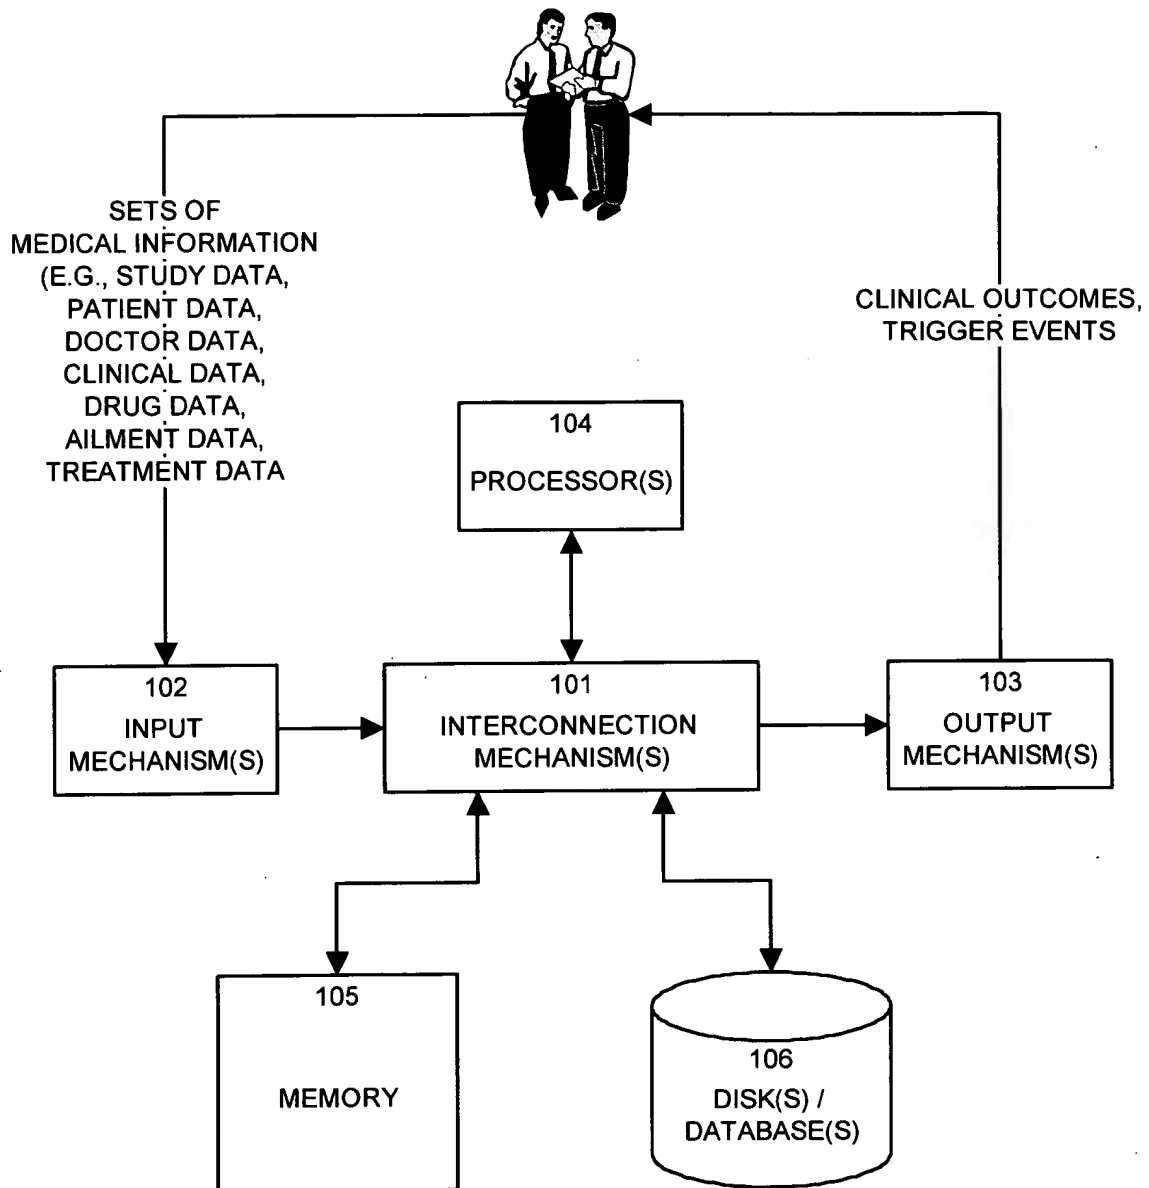 SETS OF
MEDICAL INFORMATION
(E.G., STUDY DATA,
PATIENT DATA,
DOCTOR DATA,
CLINICAL DATA,
DRUG DATA,
AILMENT DATA,
TREATMENT DATA
CLINICAL OUTCOMES,
TRIGGER EVENTS
104
PROCESSOR(S)
102
INPUT
MECHANISM(S)
101
INTERCONNECTION
MECHANISM(S)
103
OUTPUT
MECHANISM(S)
105
MEMORY
106
DISK(S) /
DATABASE(S)